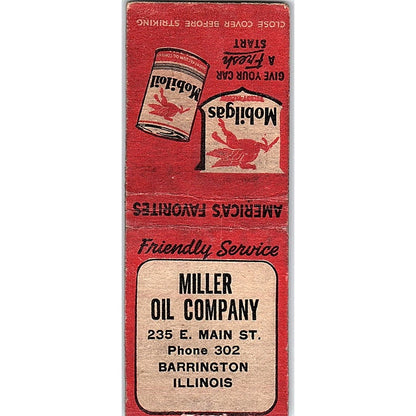 CLOSE COVER BEFORE STRIKING
GIVE YOUR CAR
A Fresh
START
Mobiloil
Mobilgas
AMERICA'S FAVORITES
Friendly Service
MILLER
OIL COMPANY
235 E. MAIN ST.
Phone 302
BARRINGTON
ILLINOIS